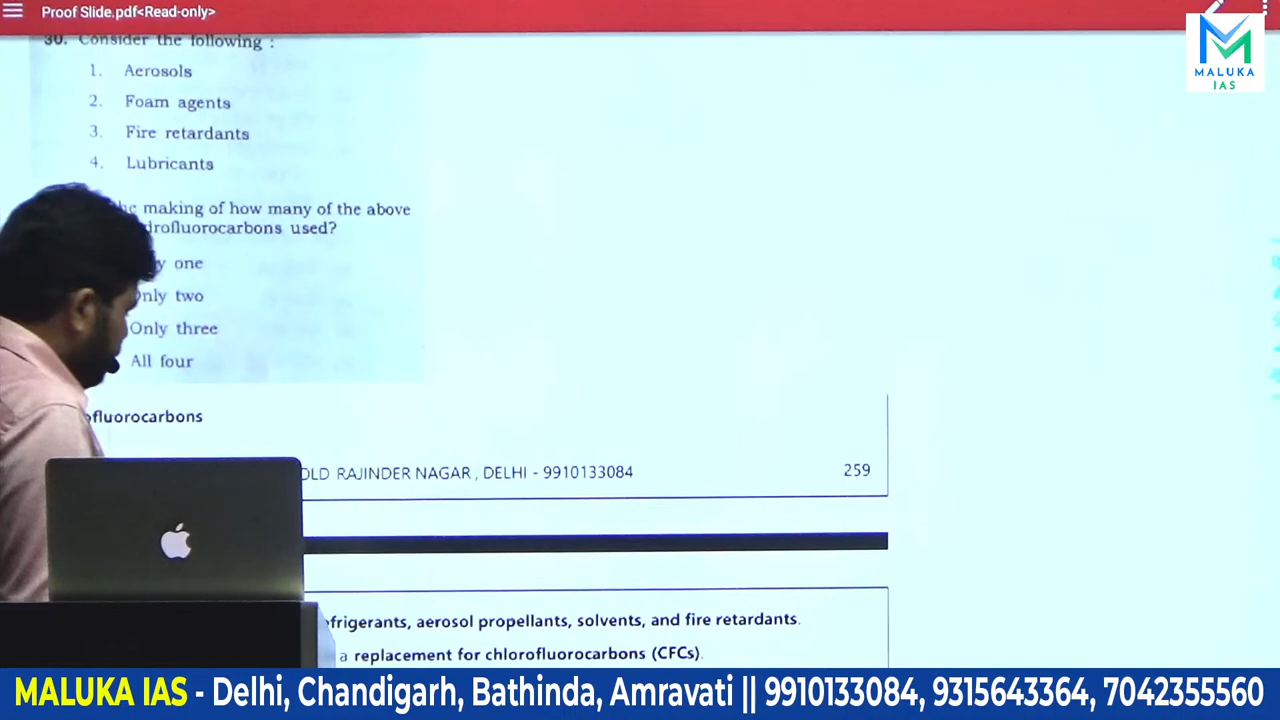 Proof Slide.pdf<Read-only>
MALUKA
IAS
30. Consider the following :
1. Aerosols
2. Foam agents
3. Fire retardants
4. Lubricants
making of how many of the above
drofluorocarbons used?
one
Only two
Only three
All four
ofluorocarbons
OLD RAJINDER NAGAR , DELHI - 9910133084
259
efrigerants, aerosol propellants, solvents, and fire retardants.
a replacement for chlorofluorocarbons (CFCs).
MALUKA IAS - Delhi, Chandigarh, Bathinda, Amravati || 9910133084, 9315643364, 7042355560